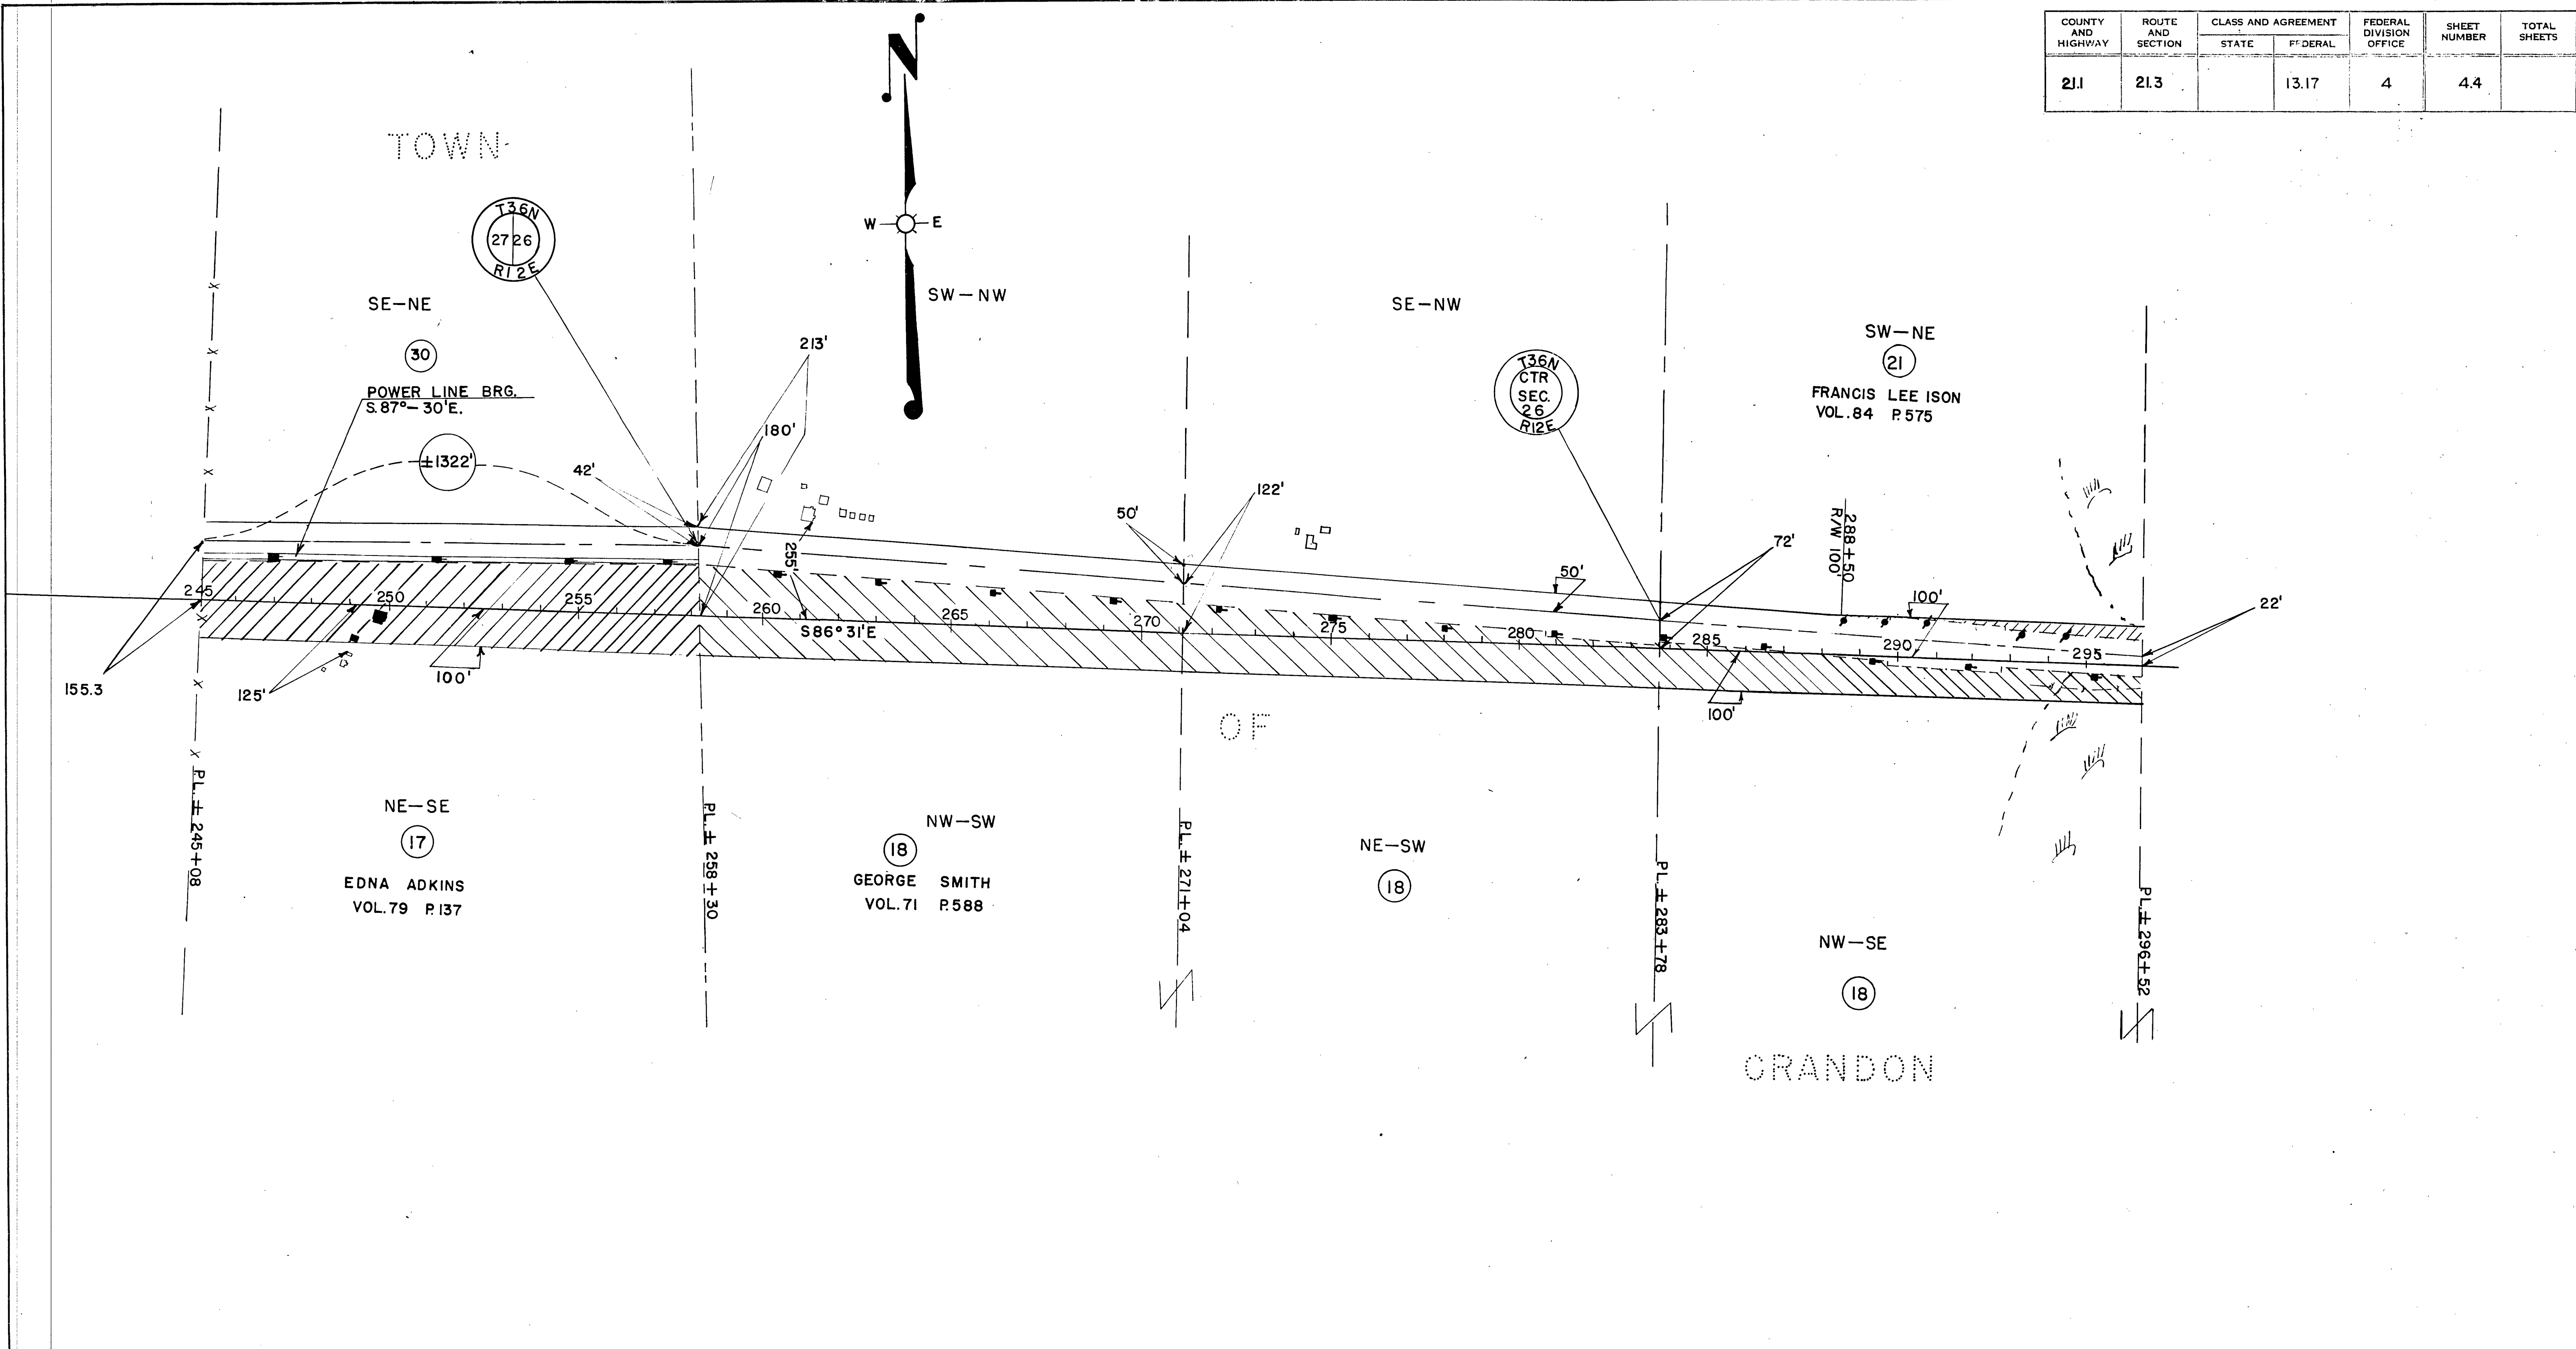 COUNTY AND HIGHWAY
ROUTE AND SECTION
CLASS AND AGREEMENT
STATE
FEDERAL
FEDERAL DIVISION OFFICE
SHEET NUMBER
TOTAL SHEETS
21.1
21.3
13.17
4
4.4
N
W
E
TOWN
T36N
27 26
R12E
SE-NE
30
POWER LINE BRG.
S.87°-30'E.
±1322'
42'
213'
180'
SW-NW
SE-NW
T36N
CTR
SEC.
26
R12E
SW-NE
21
FRANCIS LEE ISON
VOL.84 P.575
50'
122'
255'
50'
72'
288+50
R/W 100'
100'
22'
245
250
255
260
265
270
275
280
285
290
295
S86°31'E
155.3
125'
100'
100'
OF
P.L. ± 245+08
NE-SE
17
EDNA ADKINS
VOL.79 P.137
P.L. ± 258+30
NW-SW
18
GEORGE SMITH
VOL.71 P.588
P.L. ± 271+04
NE-SW
18
P.L. ± 283+78
NW-SE
18
P.L. ± 296+52
CRANDON